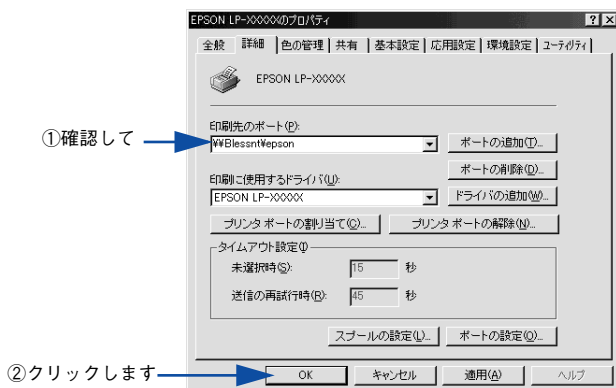 EPSON LP-XXXXXのプロパティ
全般 詳細 色の管理 共有 基本設定 応用設定 環境設定 ユーティリティ
EPSON LP-XXXXX
印刷先のポート(P):
①確認して
¥¥Blessnt¥epson
ポートの追加(T)...
ポートの削除(D)...
印刷に使用するドライバ(U):
EPSON LP-XXXXX
ドライバの追加(W)...
プリンタ ポートの割り当て(C)...
プリンタ ポートの解除(N)...
タイムアウト設定①
未選択時(S): 15 秒
送信の再試行時(R): 45 秒
スプールの設定(L)...
ポートの設定(O)...
②クリックします
OK キャンセル 適用(A) ヘルプ